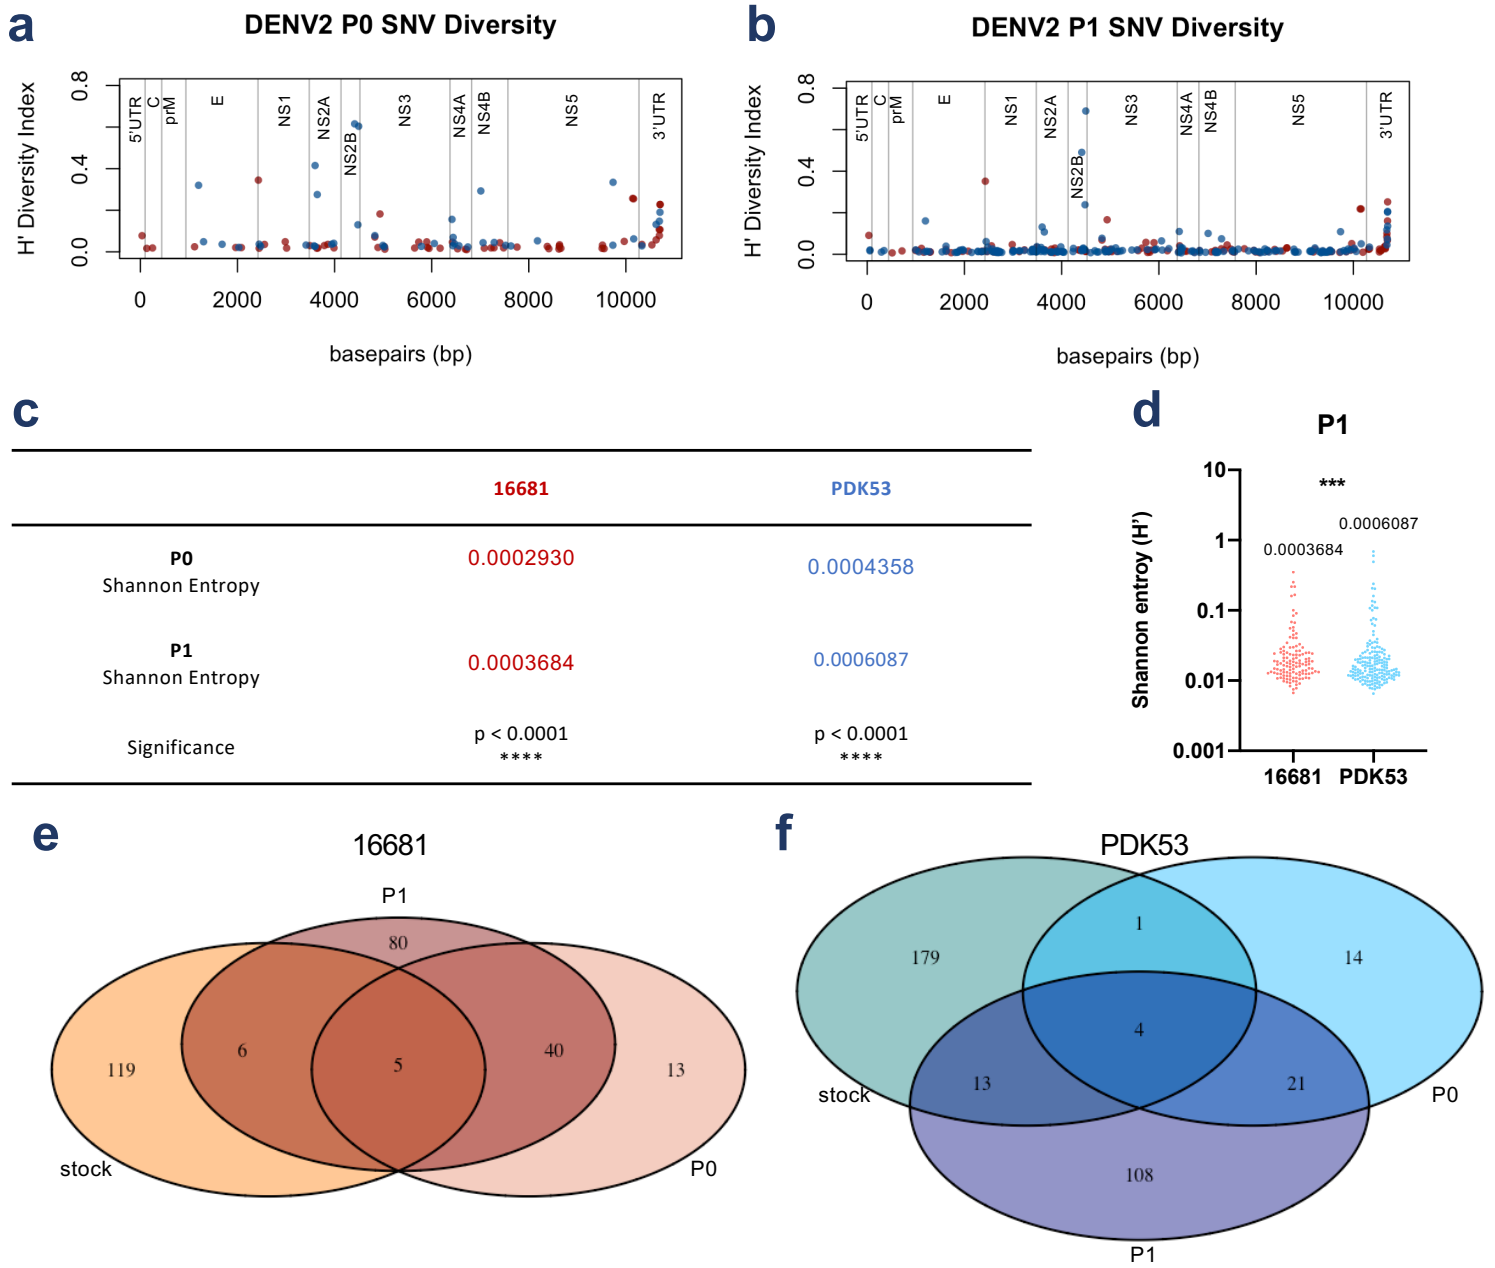 a
DENV2 P0 SNV Diversity
H' Diversity Index
0.8
0.4
0.0
5'UTR
C
prM
E
NS1
NS2A
NS2B
NS3
NS4A
NS4B
NS5
3'UTR
0 2000 4000 6000 8000 10000
basepairs (bp)
b
DENV2 P1 SNV Diversity
H' Diversity Index
0.8
0.4
0.0
5'UTR
C
prM
E
NS1
NS2A
NS2B
NS3
NS4A
NS4B
NS5
3'UTR
0 2000 4000 6000 8000 10000
basepairs (bp)
c
16681 PDK53
P0
Shannon Entropy
0.0002930 0.0004358
P1
Shannon Entropy
0.0003684 0.0006087
Significance
p < 0.0001 p < 0.0001
**** ****
d
P1
Shannon entroy (H')
10
1
0.1
0.01
0.001
***
0.0006087
0.0003684
16681 PDK53
e
16681
P1
80
119
6
5
40
13
stock
P0
f
PDK53
1
179
14
4
13
21
stock
P0
108
P1